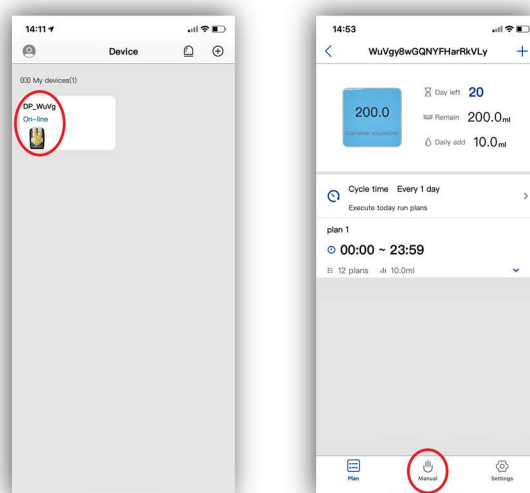 14:11
Device
My devices(1)
DP_WuVg
On-line
14:53
WuVgy8wGQNYFHarRkVLy
Day left 20
200.0
Container volume(ml)
Remain 200.0ml
Daily add 10.0ml
Cycle time Every 1 day
Execute today run plans
plan 1
00:00 ~ 23:59
12 plans 10.0ml
Plan
Manual
Settings